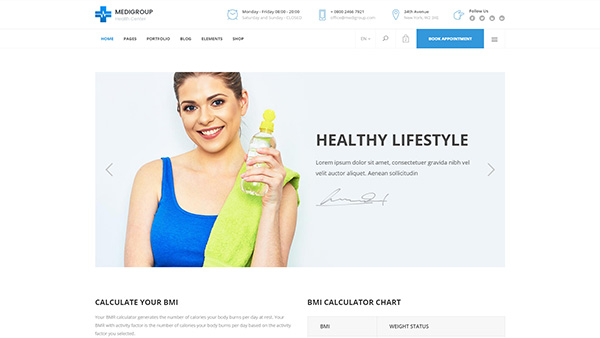 MEDIGROUP
Health Center
Monday - Friday 08:00 - 20:00
Saturday and Sunday - CLOSED
+ 0800 2466 7921
office@medigroup.com
34th Avenue
New York, WC 300
Follow Us
HOME PAGES PORTFOLIO BLOG ELEMENTS SHOP
EN
BOOK APPOINTMENT
HEALTHY LIFESTYLE
Lorem ipsum dolor sit amet, consectetuer gravida nibh vel
velit auctor aliquet. Aenean sollicitudin
CALCULATE YOUR BMI
Your BMR calculator generates the number of calories your body burns per day at rest. Your
BMR with activity factor is the number of calories your body burns per day based on the activity
factor you selected.
BMI CALCULATOR CHART
BMI WEIGHT STATUS